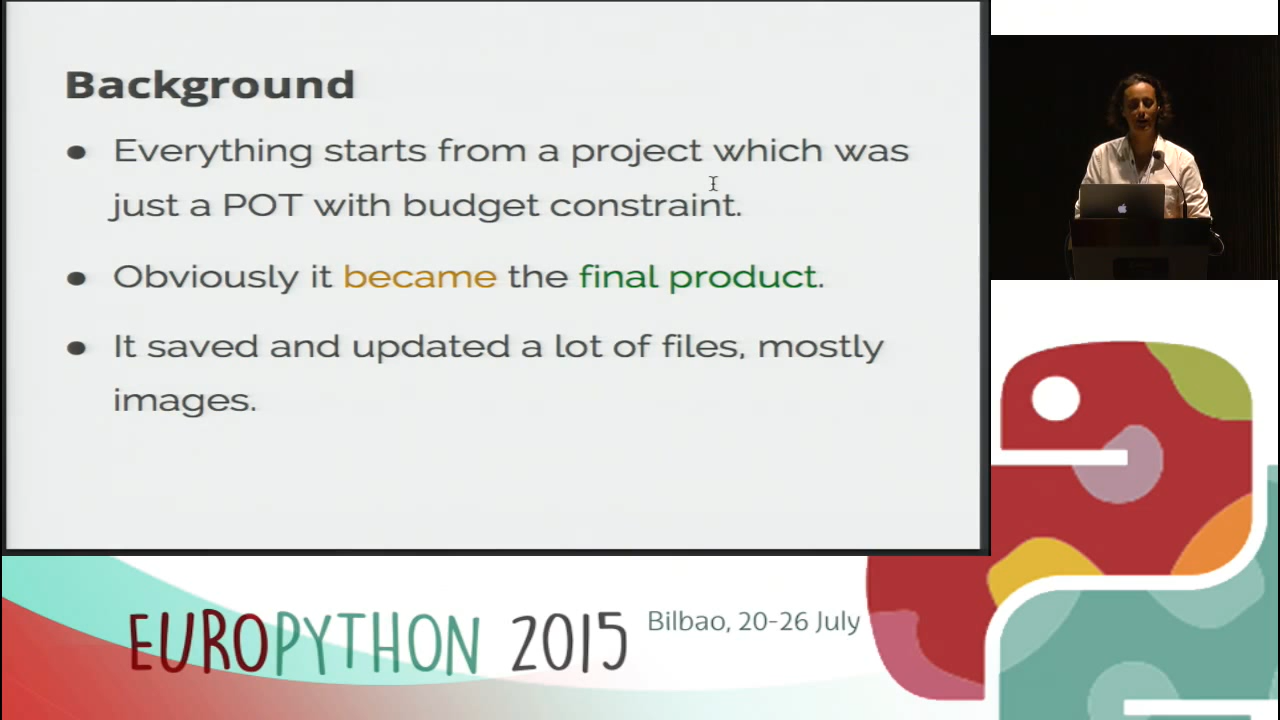 Background
● Everything starts from a project which was
just a POT with budget constraint.
● Obviously it became the final product.
● It saved and updated a lot of files, mostly
images.
EUROPYTHON 2015
Bilbao, 20-26 July